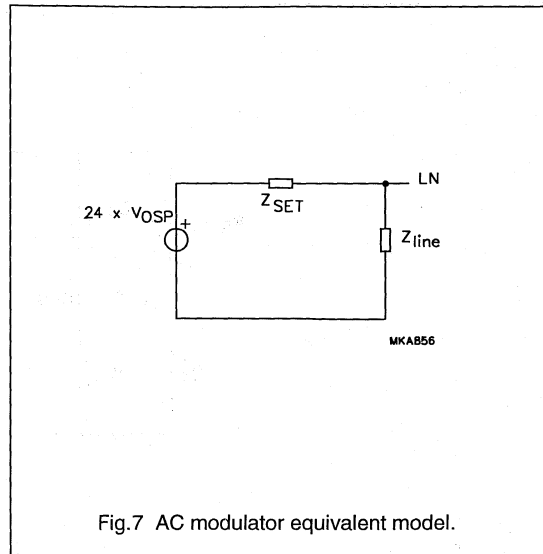 LN
Z_SET
24 x V_OSP
+
Z_line
MKA856
Fig.7 AC modulator equivalent model.